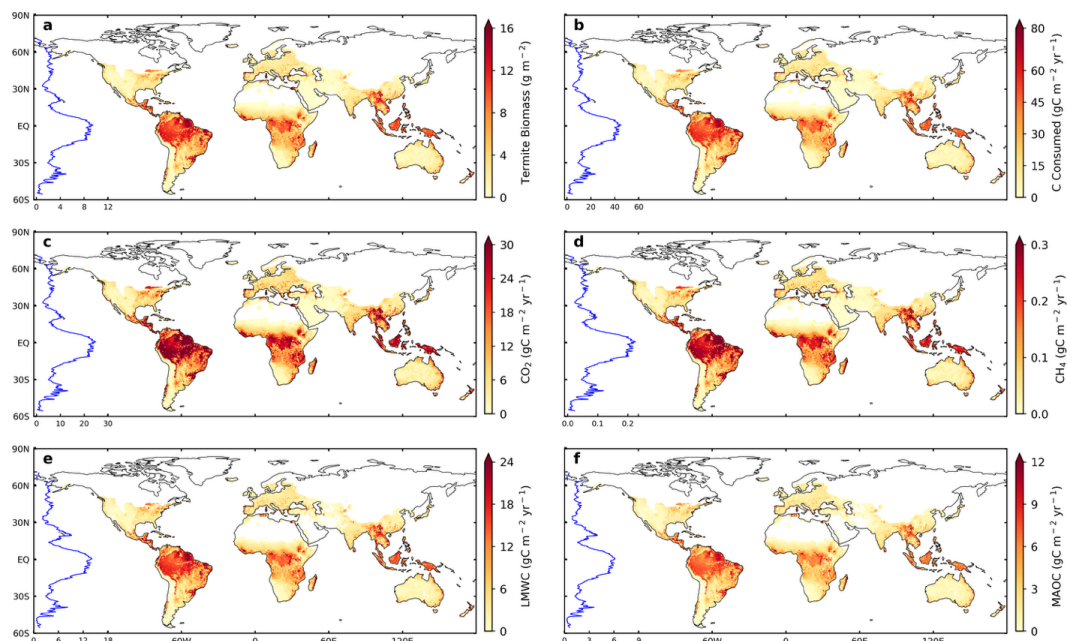 90N
a
16
60N
12
30N
8
EQ
4
30S
0
60S
0 4 8 12
Termite Biomass (g m⁻²)
b
80
60
45
30
15
0
0 20 40 60
C Consumed (gC m⁻² yr⁻¹)
90N
c
30
60N
24
30N
18
EQ
12
30S
6
0
60S
0 10 20 30
CO₂ (gC m⁻² yr⁻¹)
d
0.3
0.2
0.1
0.0
0.0 0.1 0.2
CH₄ (gC m⁻² yr⁻¹)
90N
e
24
60N
18
30N
12
EQ
6
30S
0
60S
0 6 12 18 60W 0 60E 120E
LMWC (gC m⁻² yr⁻¹)
f
12
9
6
3
0
0 3 6 9 60W 0 60E 120E
MAOC (gC m⁻² yr⁻¹)